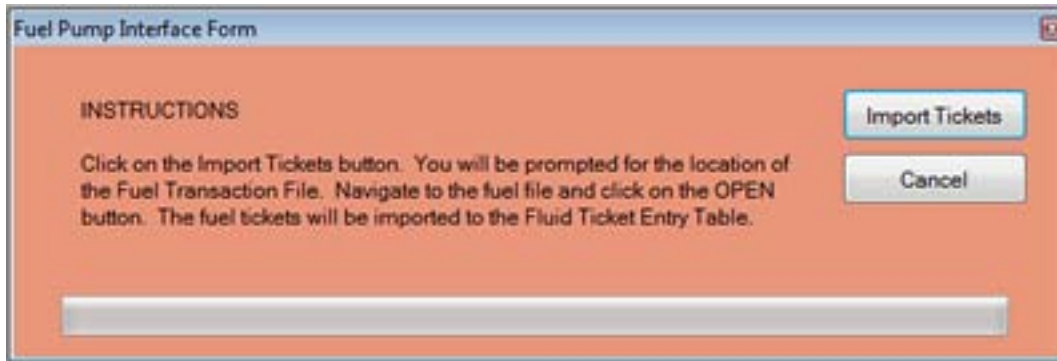 Fuel Pump Interface Form
INSTRUCTIONS
Import Tickets
Click on the Import Tickets button.  You will be prompted for the location of
the Fuel Transaction File.  Navigate to the fuel file and click on the OPEN
button.  The fuel tickets will be imported to the Fluid Ticket Entry Table.
Cancel